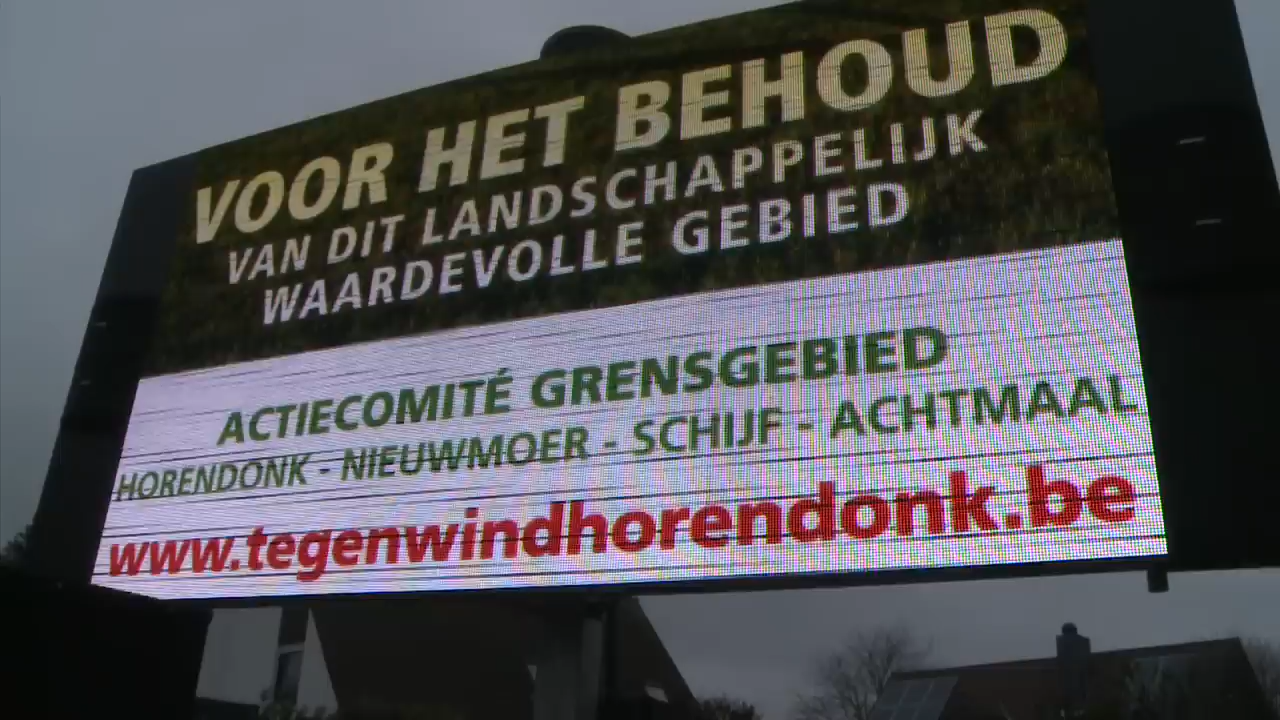 VOOR HET BEHOUD
VAN DIT LANDSCHAPPELIJK
WAARDEVOLLE GEBIED
ACTIECOMITÉ GRENSGEBIED
HORENDONK - NIEUWMOER - SCHIJF - ACHTMAAL
www.tegenwindhorendonk.be